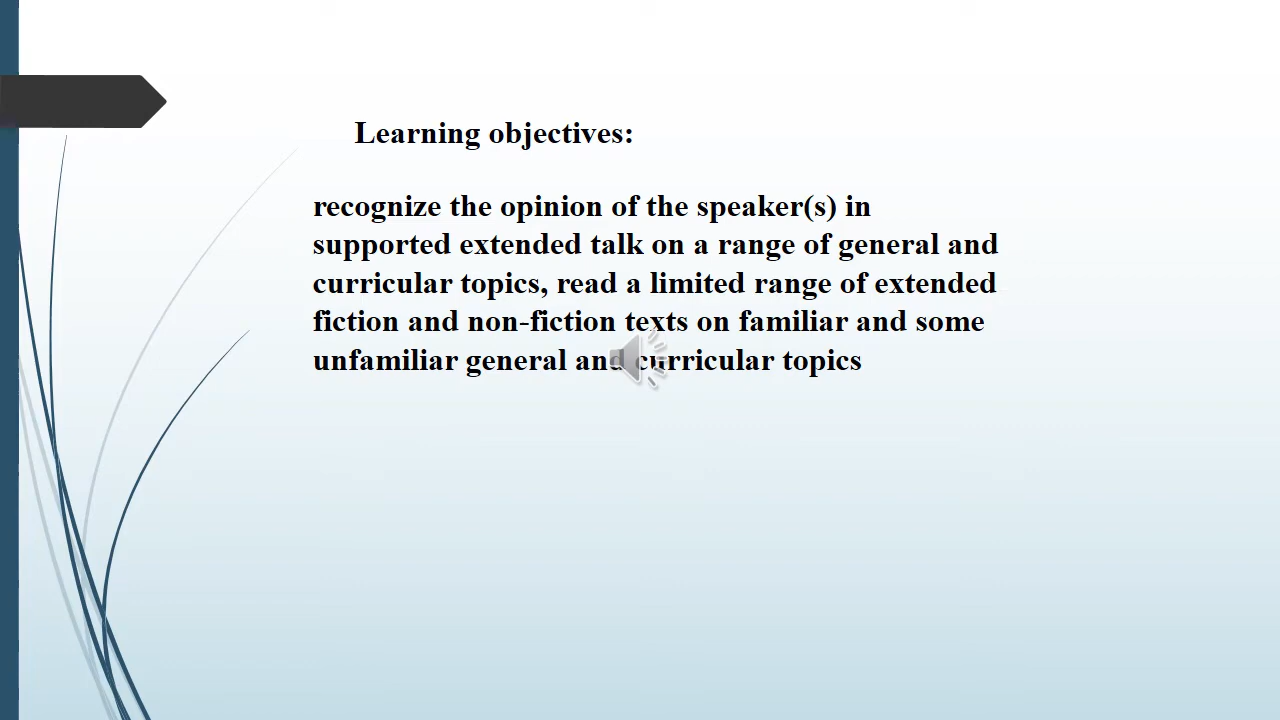 Learning objectives:
recognize the opinion of the speaker(s) in
supported extended talk on a range of general and
curricular topics, read a limited range of extended
fiction and non-fiction texts on familiar and some
unfamiliar general and curricular topics